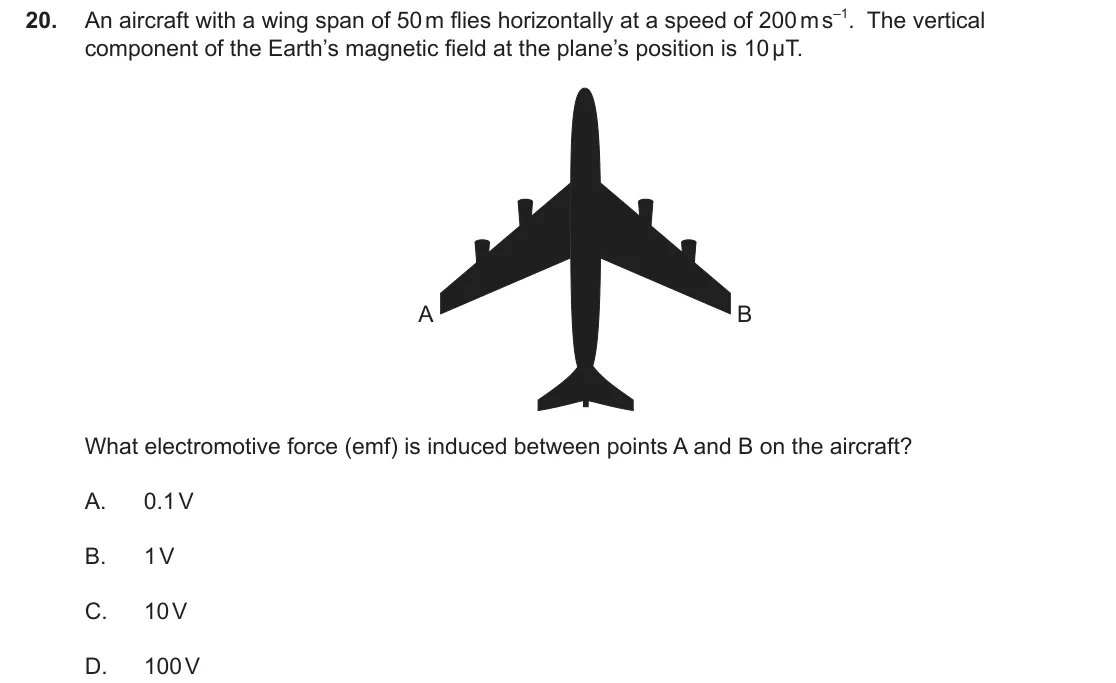 20. An aircraft with a wing span of 50 m flies horizontally at a speed of 200 m s⁻¹. The vertical
component of the Earth’s magnetic field at the plane’s position is 10 µT.
A
B
What electromotive force (emf) is induced between points A and B on the aircraft?
A. 0.1 V
B. 1 V
C. 10 V
D. 100 V